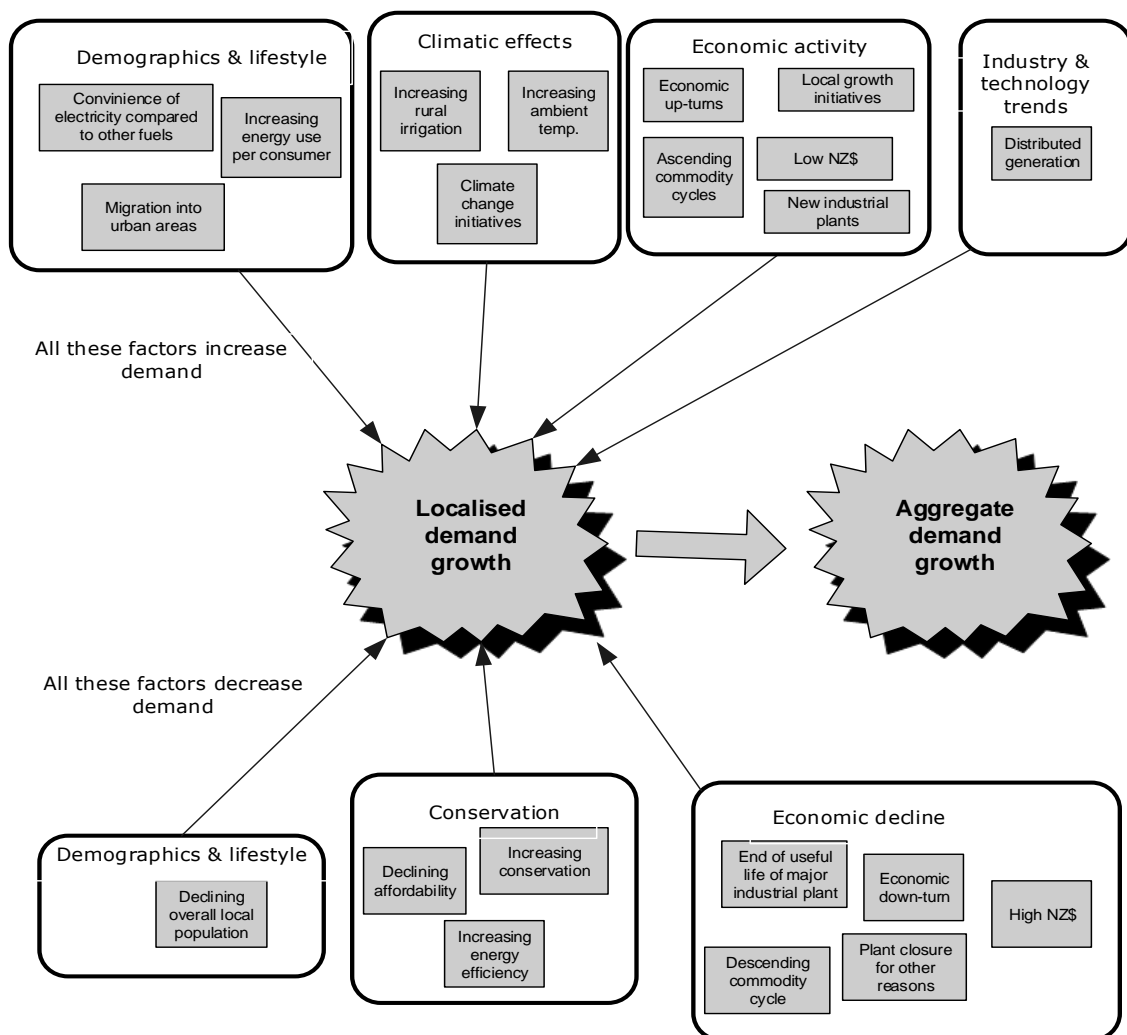 Demographics & lifestyle
Convinience of
electricity compared
to other fuels
Increasing
energy use
per consumer
Migration into
urban areas
Climatic effects
Increasing
rural
irrigation
Increasing
ambient
temp.
Climate
change
initiatives
Economic activity
Economic
up-turns
Local growth
initiatives
Ascending
commodity
cycles
Low NZ$
New industrial
plants
Industry &
technology
trends
Distributed
generation
All these factors increase
demand
Localised
demand
growth
Aggregate
demand
growth
All these factors decrease
demand
Demographics & lifestyle
Declining
overall local
population
Conservation
Declining
affordability
Increasing
conservation
Increasing
energy
efficiency
Economic decline
End of useful
life of major
industrial plant
Economic
down-turn
High NZ$
Descending
commodity
cycle
Plant closure
for other
reasons